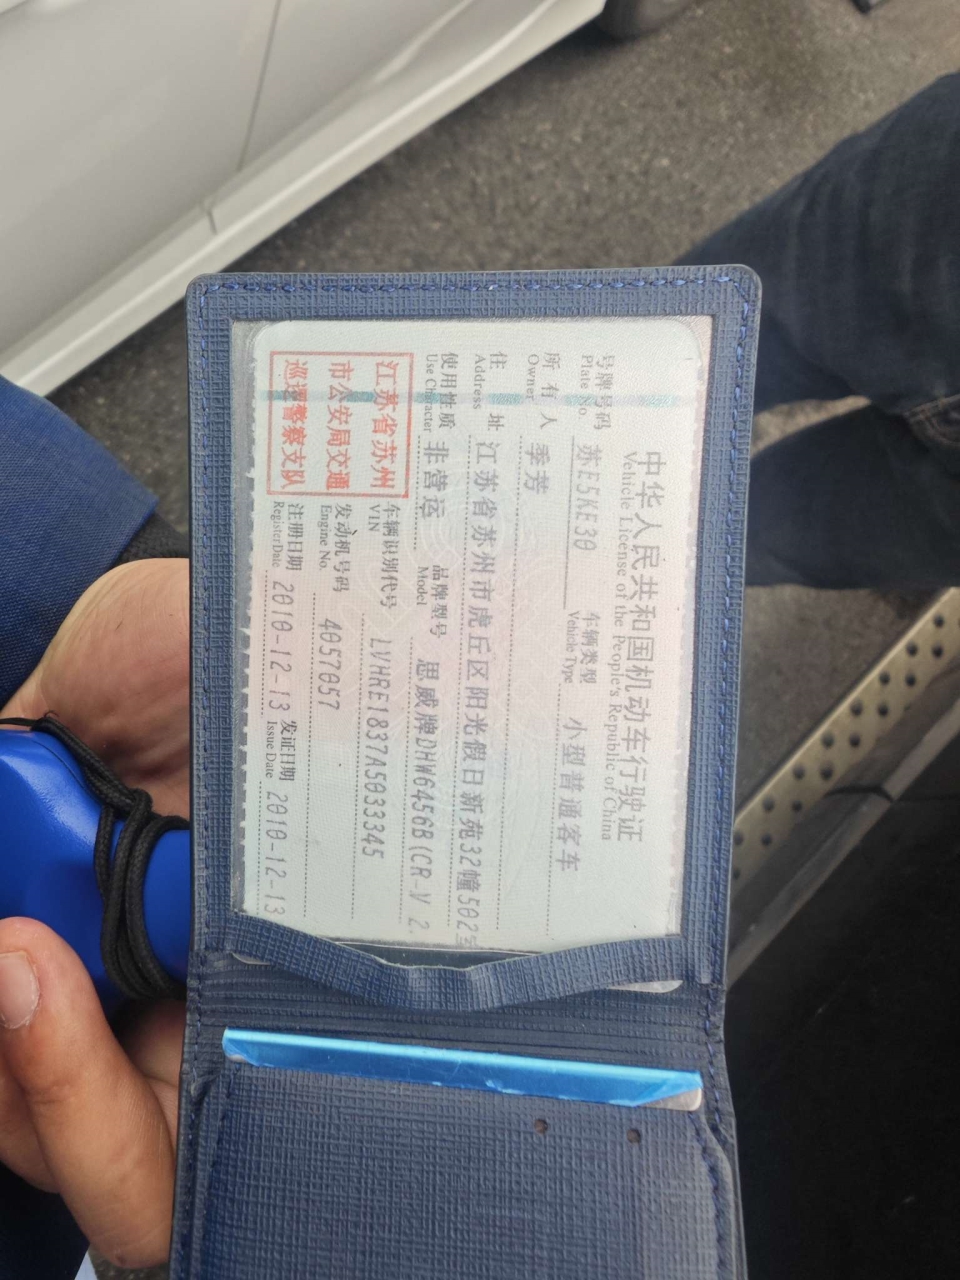 中华人民共和国机动车行驶证
Vehicle License of the People's Republic of China
号牌号码 苏E5KE30 车辆类型 小型普通客车
Plate No. Vehicle Type
所有人 季芳
Owner
住址 江苏省苏州市虎丘区阳光假日新苑32幢502室
Address
使用性质 非营运 品牌型号 思威牌DHW6456B(CR-V 2.
Use Character Model
江苏省苏州
市公安局交通
巡逻警察支队
车辆识别代号 LVHRE1837A5033345
VIN
发动机号码 4057057
Engine No.
注册日期 2010-12-13 发证日期 2010-12-13
Register Date Issue Date